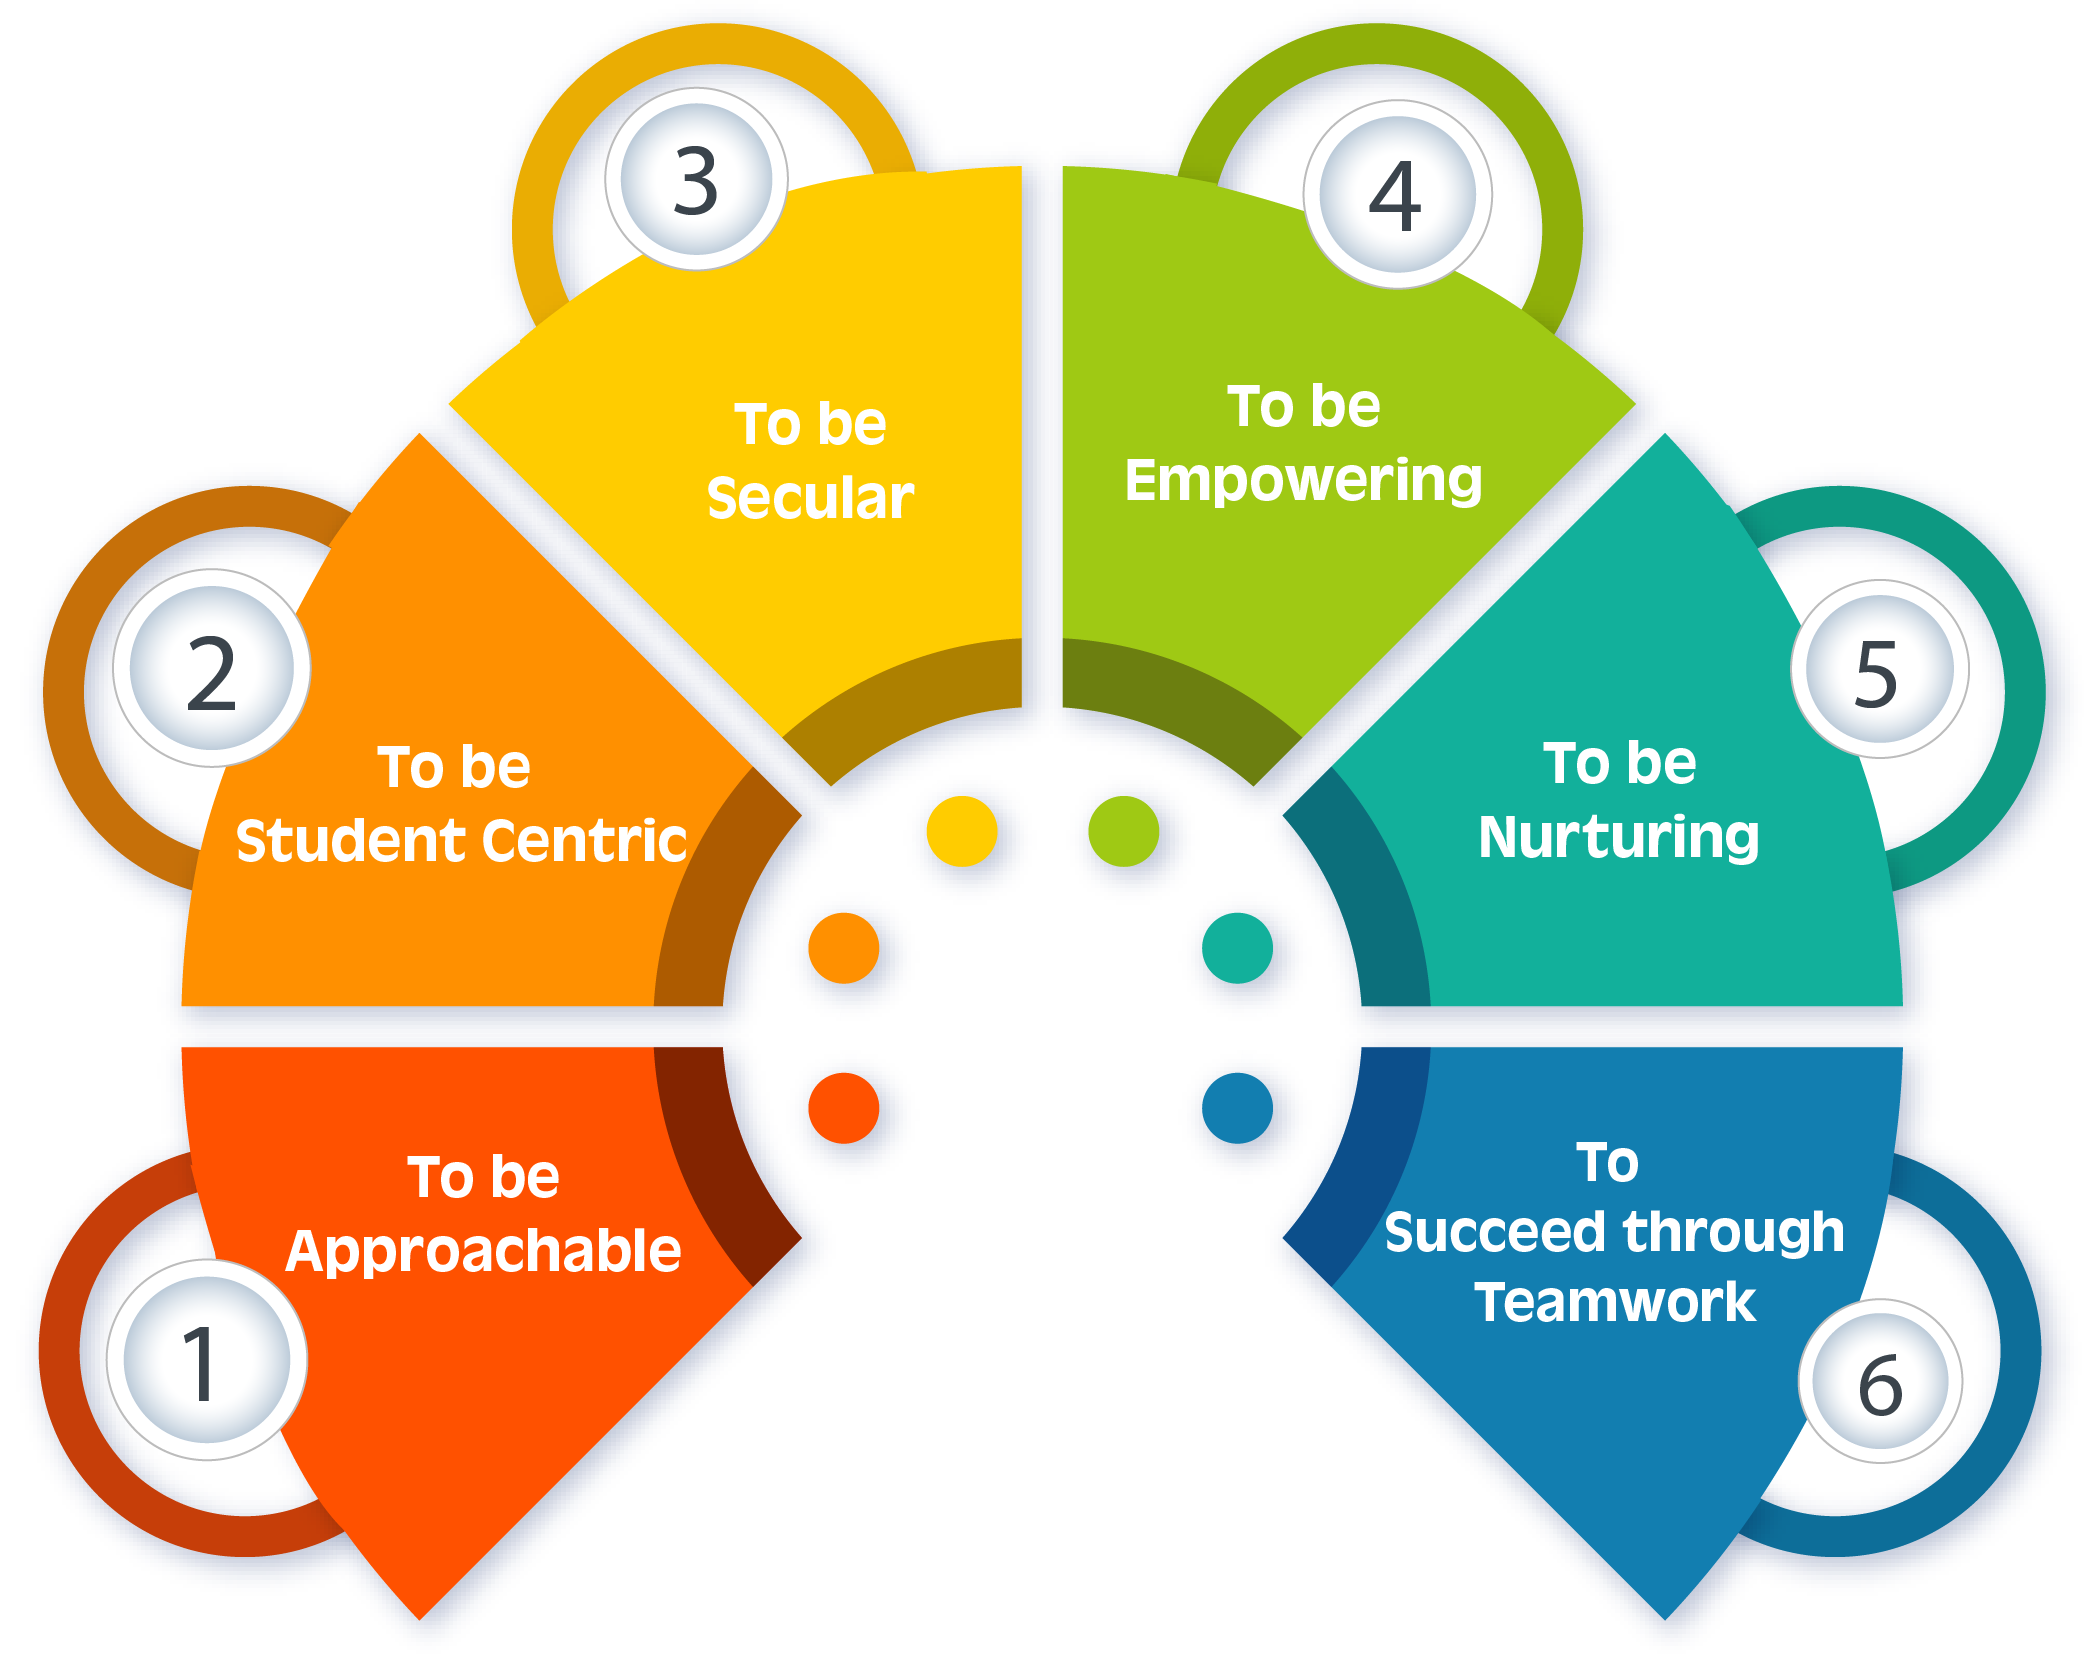 1
To be
Approachable
2
To be
Student Centric
3
To be
Secular
4
To be
Empowering
5
To be
Nurturing
6
To
Succeed through
Teamwork